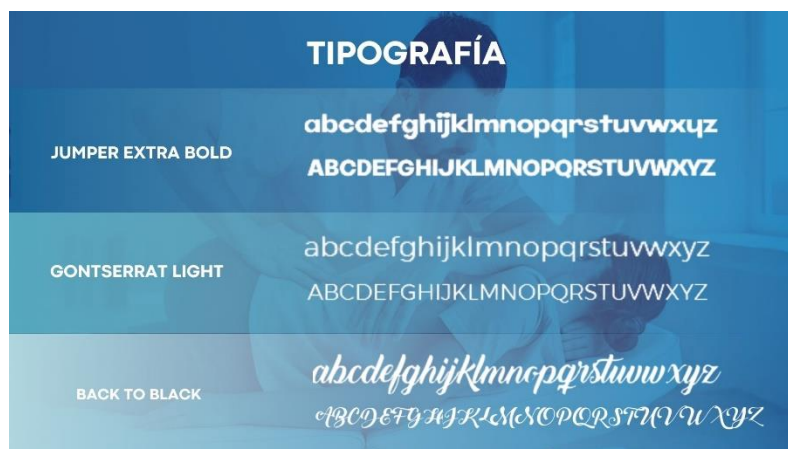 TIPOGRAFÍA
JUMPER EXTRA BOLD
abcdefghijklmnopqrstuvwxyz
ABCDEFGHIJKLMNOPQRSTUVWXYZ
GONTSERRAT LIGHT
abcdefghijklmnopqrstuvwxyz
ABCDEFGHIJKLMNOPQRSTUVWXYZ
BACK TO BLACK
abcdefghijklmnopqrstuvwxyz
ABCDEFGHIJKLMNOPQRSTUVWXYZ